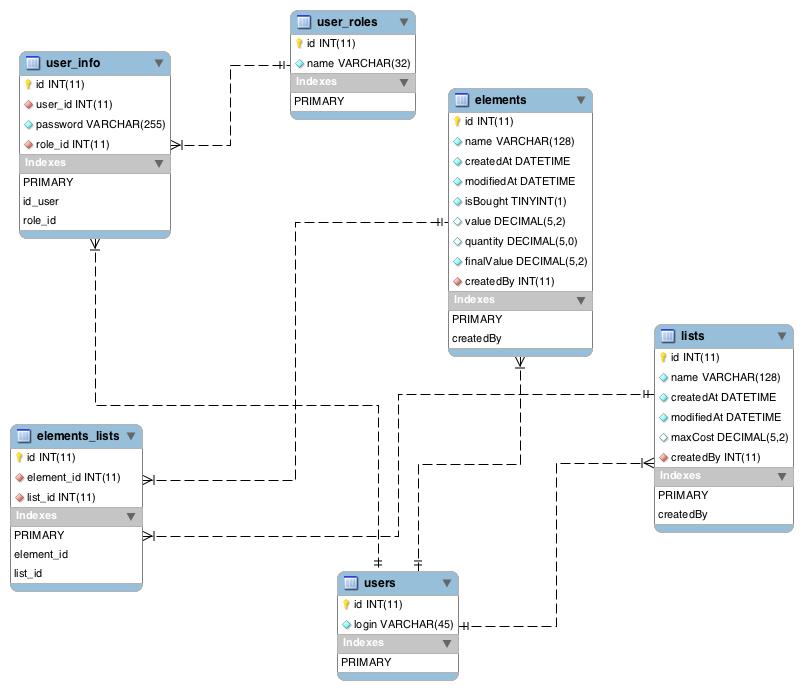 user_roles
id INT(11)
name VARCHAR(32)
Indexes
PRIMARY
user_info
id INT(11)
user_id INT(11)
password VARCHAR(255)
role_id INT(11)
Indexes
PRIMARY
id_user
role_id
elements
id INT(11)
name VARCHAR(128)
createdAt DATETIME
modifiedAt DATETIME
isBought TINYINT(1)
value DECIMAL(5,2)
quantity DECIMAL(5,0)
finalValue DECIMAL(5,2)
createdBy INT(11)
Indexes
PRIMARY
createdBy
lists
id INT(11)
name VARCHAR(128)
createdAt DATETIME
modifiedAt DATETIME
maxCost DECIMAL(5,2)
createdBy INT(11)
Indexes
PRIMARY
createdBy
elements_lists
id INT(11)
element_id INT(11)
list_id INT(11)
Indexes
PRIMARY
element_id
list_id
users
id INT(11)
login VARCHAR(45)
Indexes
PRIMARY